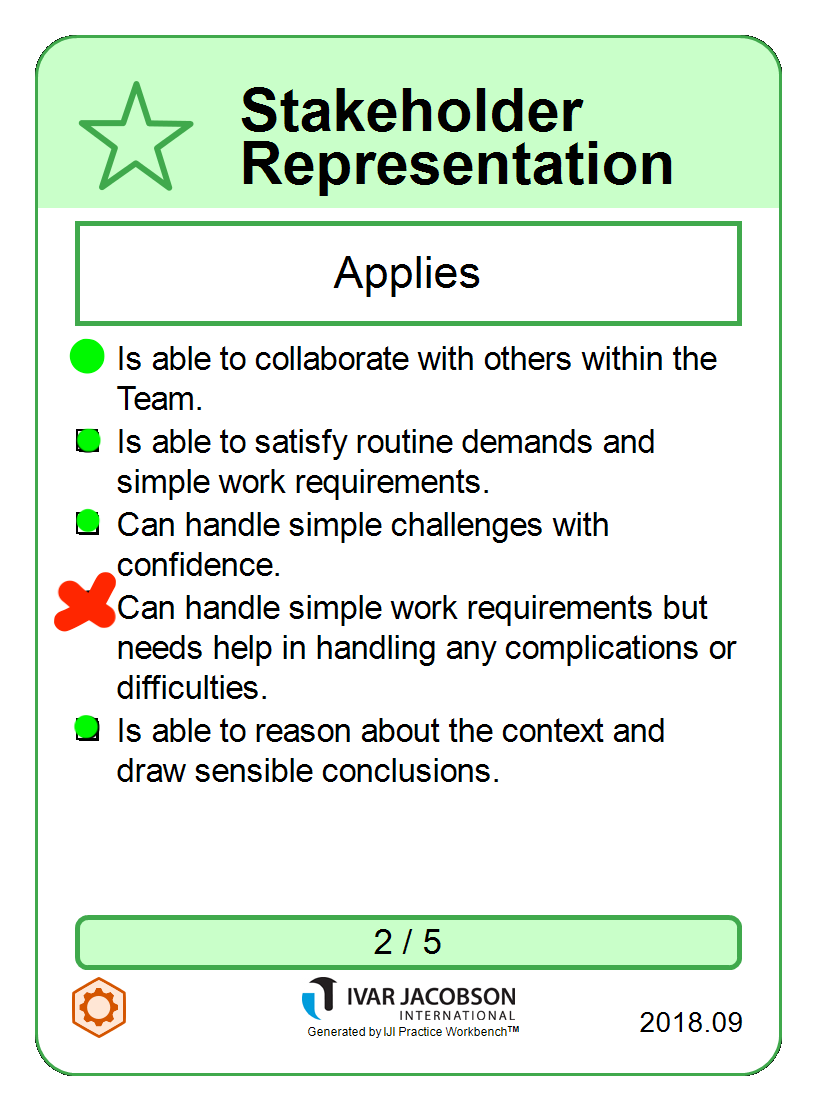 Stakeholder
Representation
Applies
Is able to collaborate with others within the
Team.
Is able to satisfy routine demands and
simple work requirements.
Can handle simple challenges with
confidence.
Can handle simple work requirements but
needs help in handling any complications or
difficulties.
Is able to reason about the context and
draw sensible conclusions.
2 / 5
IVAR JACOBSON
INTERNATIONAL
Generated by IJI Practice Workbench™
2018.09